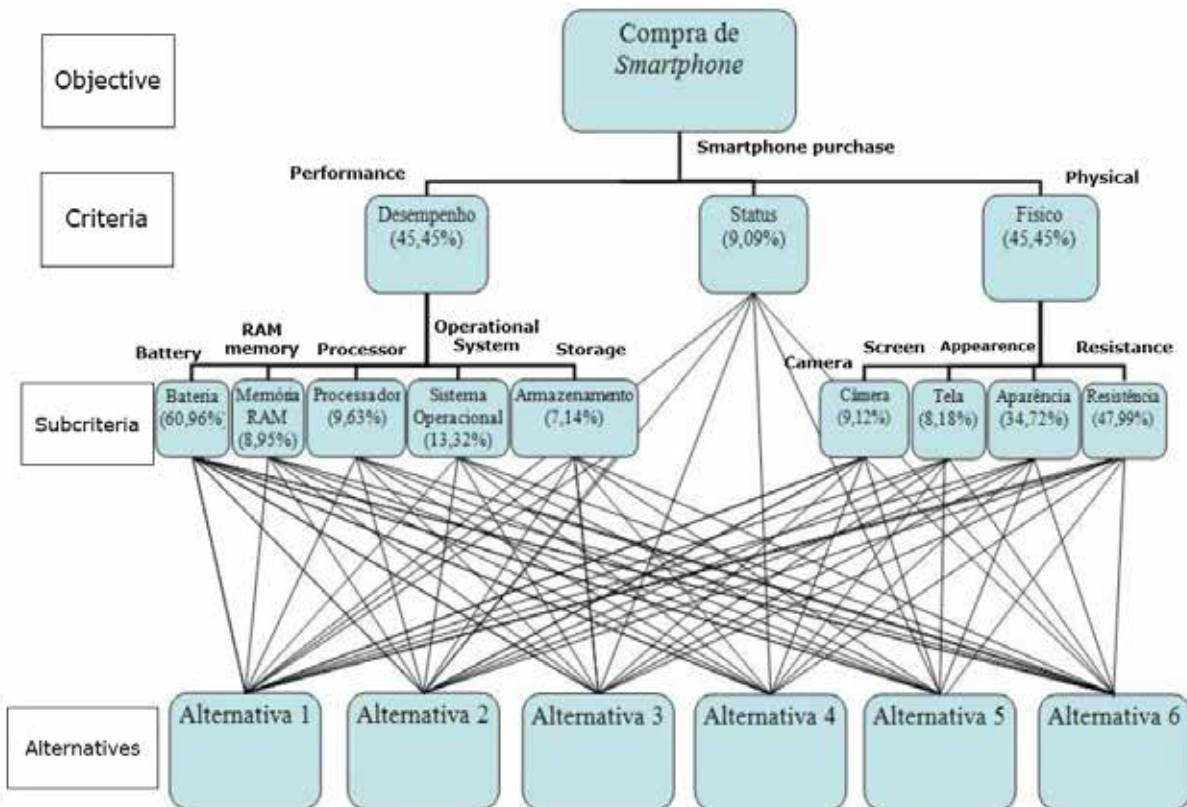 Objective
Compra de
Smartphone
Smartphone purchase
Criteria
Performance
Physical
Desempenho
(45,45%)
Status
(9,09%)
Físico
(45,45%)
Battery
RAM
memory
Processor
Operational
System
Storage
Camera
Screen
Appearence
Resistance
Subcriteria
Bateria
(60,96%
Memória
RAM
(8,95%)
Processador
(9,63%)
Sistema
Operacional
(13,32%)
Armazenamento
(7,14%)
Câmera
(9,12%)
Tela
(8,18%)
Aparência
(34,72%)
Resistência
(47,99%)
Alternatives
Alternativa 1
Alternativa 2
Alternativa 3
Alternativa 4
Alternativa 5
Alternativa 6